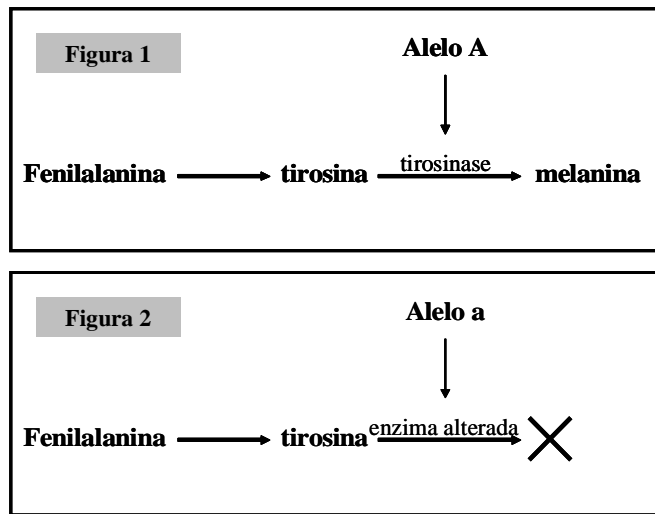 Figura 1
Alelo A
Fenilalanina tirosina tirosinase melanina
Figura 2
Alelo a
Fenilalanina tirosina enzima alterada